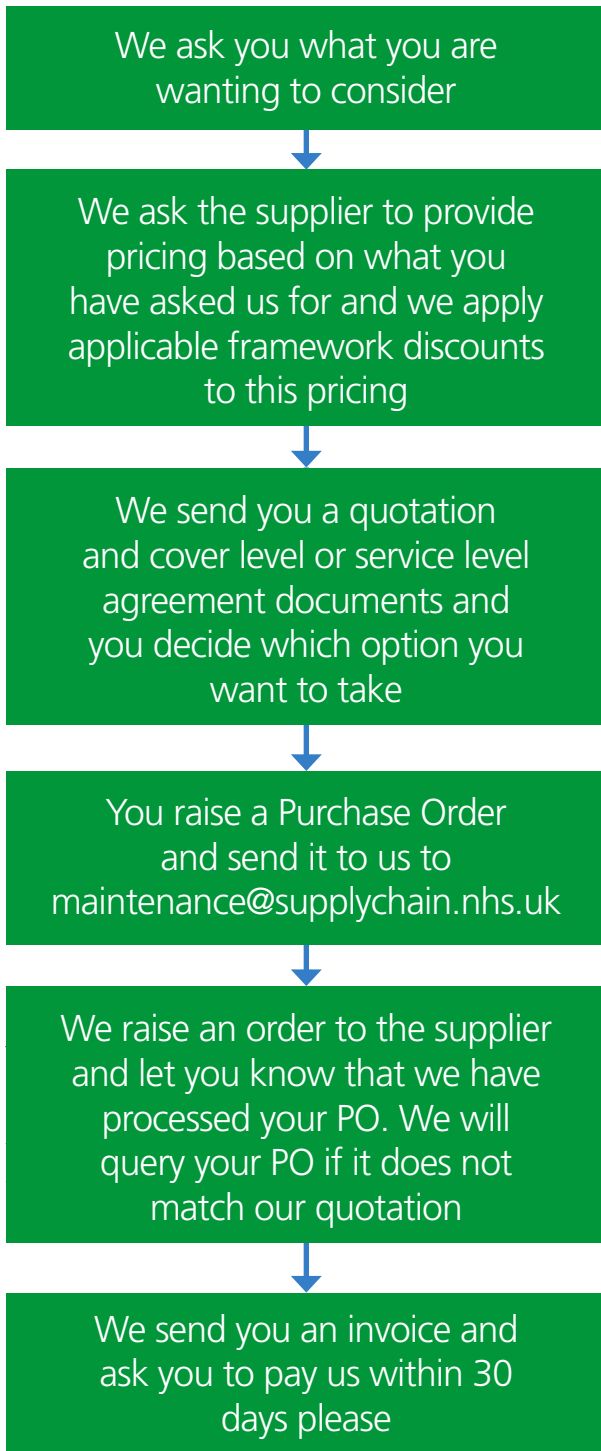 We ask you what you are
wanting to consider
We ask the supplier to provide
pricing based on what you
have asked us for and we apply
applicable framework discounts
to this pricing
We send you a quotation
and cover level or service level
agreement documents and
you decide which option you
want to take
You raise a Purchase Order
and send it to us to
maintenance@supplychain.nhs.uk
We raise an order to the supplier
and let you know that we have
processed your PO. We will
query your PO if it does not
match our quotation
We send you an invoice and
ask you to pay us within 30
days please